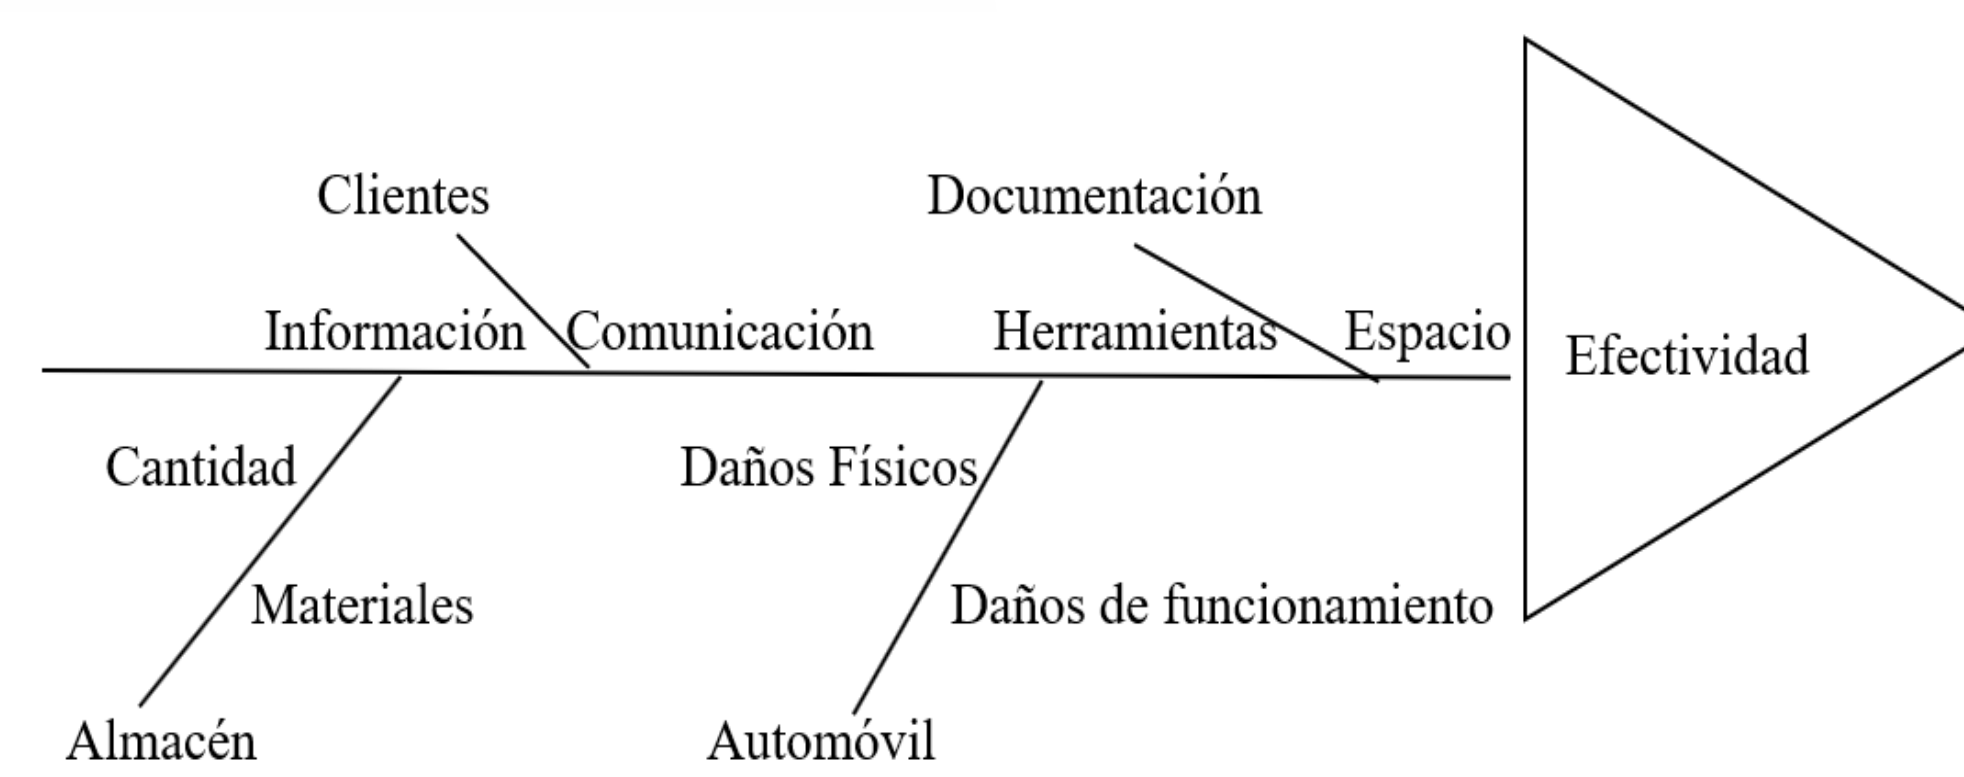 Clientes
Documentación
Información
Comunicación
Herramientas
Espacio
Efectividad
Cantidad
Daños Físicos
Materiales
Daños de funcionamiento
Almacén
Automóvil